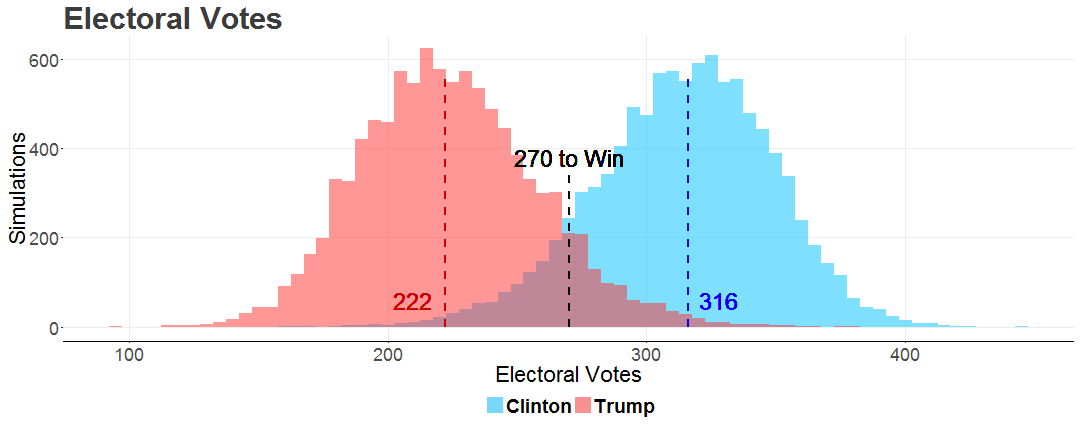 Electoral Votes
600
400
200
0
Simulations
270 to Win
222
316
100
200
300
400
Electoral Votes
Clinton Trump